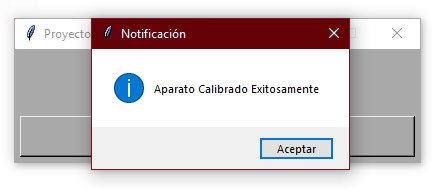 Proyecto
Notificación
Aparato Calibrado Exitosamente
Aceptar